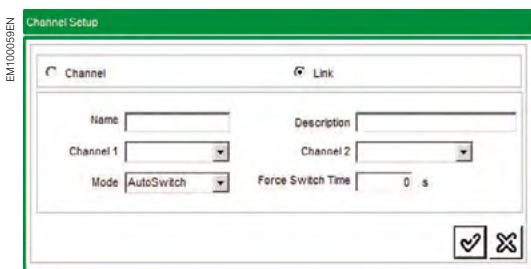 EM100059EN
Channel Setup
Channel Link
Name Description
Channel 1 Channel 2
Mode AutoSwitch Force Switch Time 0 s